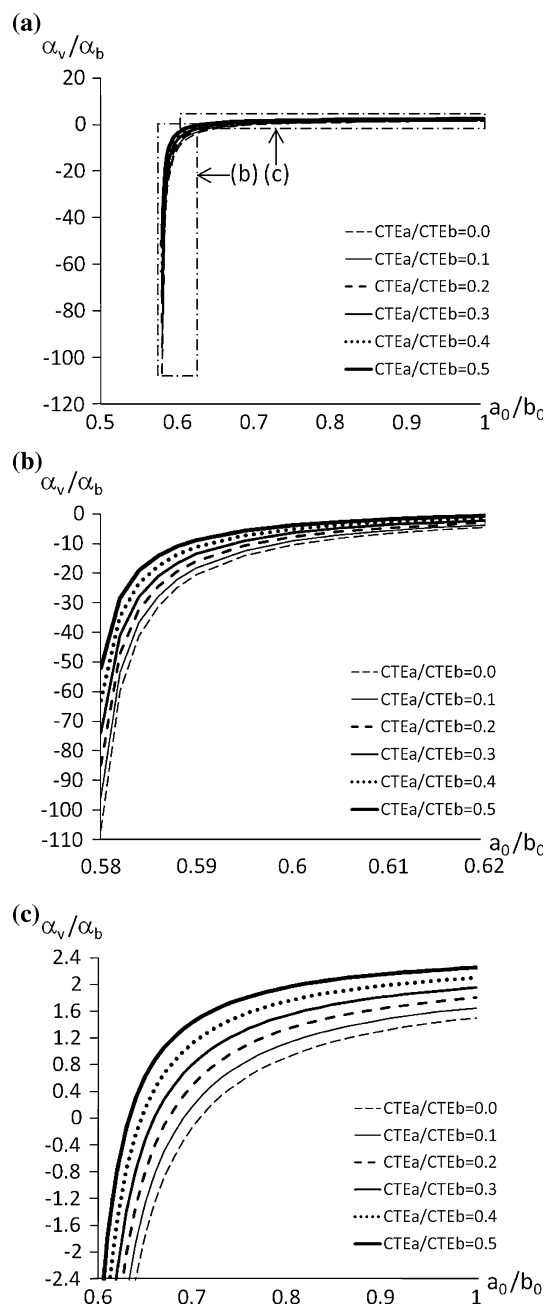 (a)
αv/αb
20
0
-20
-40
-60
-80
-100
-120
(b) (c)
CTEa/CTEb=0.0
CTEa/CTEb=0.1
CTEa/CTEb=0.2
CTEa/CTEb=0.3
CTEa/CTEb=0.4
CTEa/CTEb=0.5
0.5 0.6 0.7 0.8 0.9 1
a0/b0
(b)
αv/αb
0
-10
-20
-30
-40
-50
-60
-70
-80
-90
-100
-110
CTEa/CTEb=0.0
CTEa/CTEb=0.1
CTEa/CTEb=0.2
CTEa/CTEb=0.3
CTEa/CTEb=0.4
CTEa/CTEb=0.5
0.58 0.59 0.6 0.61 0.62
a0/b0
(c)
αv/αb
2.4
2
1.6
1.2
0.8
0.4
0
-0.4
-0.8
-1.2
-1.6
-2
-2.4
CTEa/CTEb=0.0
CTEa/CTEb=0.1
CTEa/CTEb=0.2
CTEa/CTEb=0.3
CTEa/CTEb=0.4
CTEa/CTEb=0.5
0.6 0.7 0.8 0.9 1
a0/b0